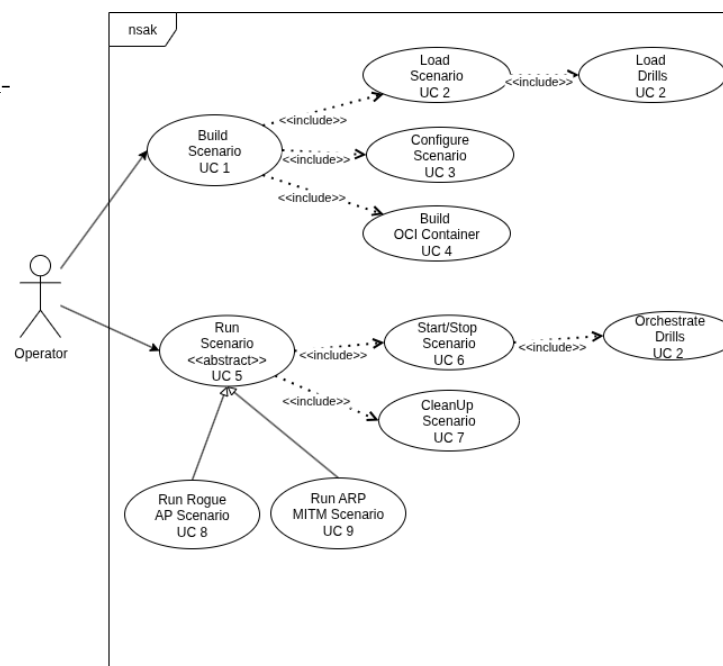 nsak
Load
Scenario
UC 2
<<include>>
Load
Drills
UC 2
<<include>>
Build
Scenario
UC 1
<<include>>
Configure
Scenario
UC 3
<<include>>
Build
OCI Container
UC 4
Operator
Run
Scenario
<<abstract>>
UC 5
<<include>>
Start/Stop
Scenario
UC 6
<<include>>
Orchestrate
Drills
UC 2
<<include>>
CleanUp
Scenario
UC 7
Run Rogue
AP Scenario
UC 8
Run ARP
MITM Scenario
UC 9